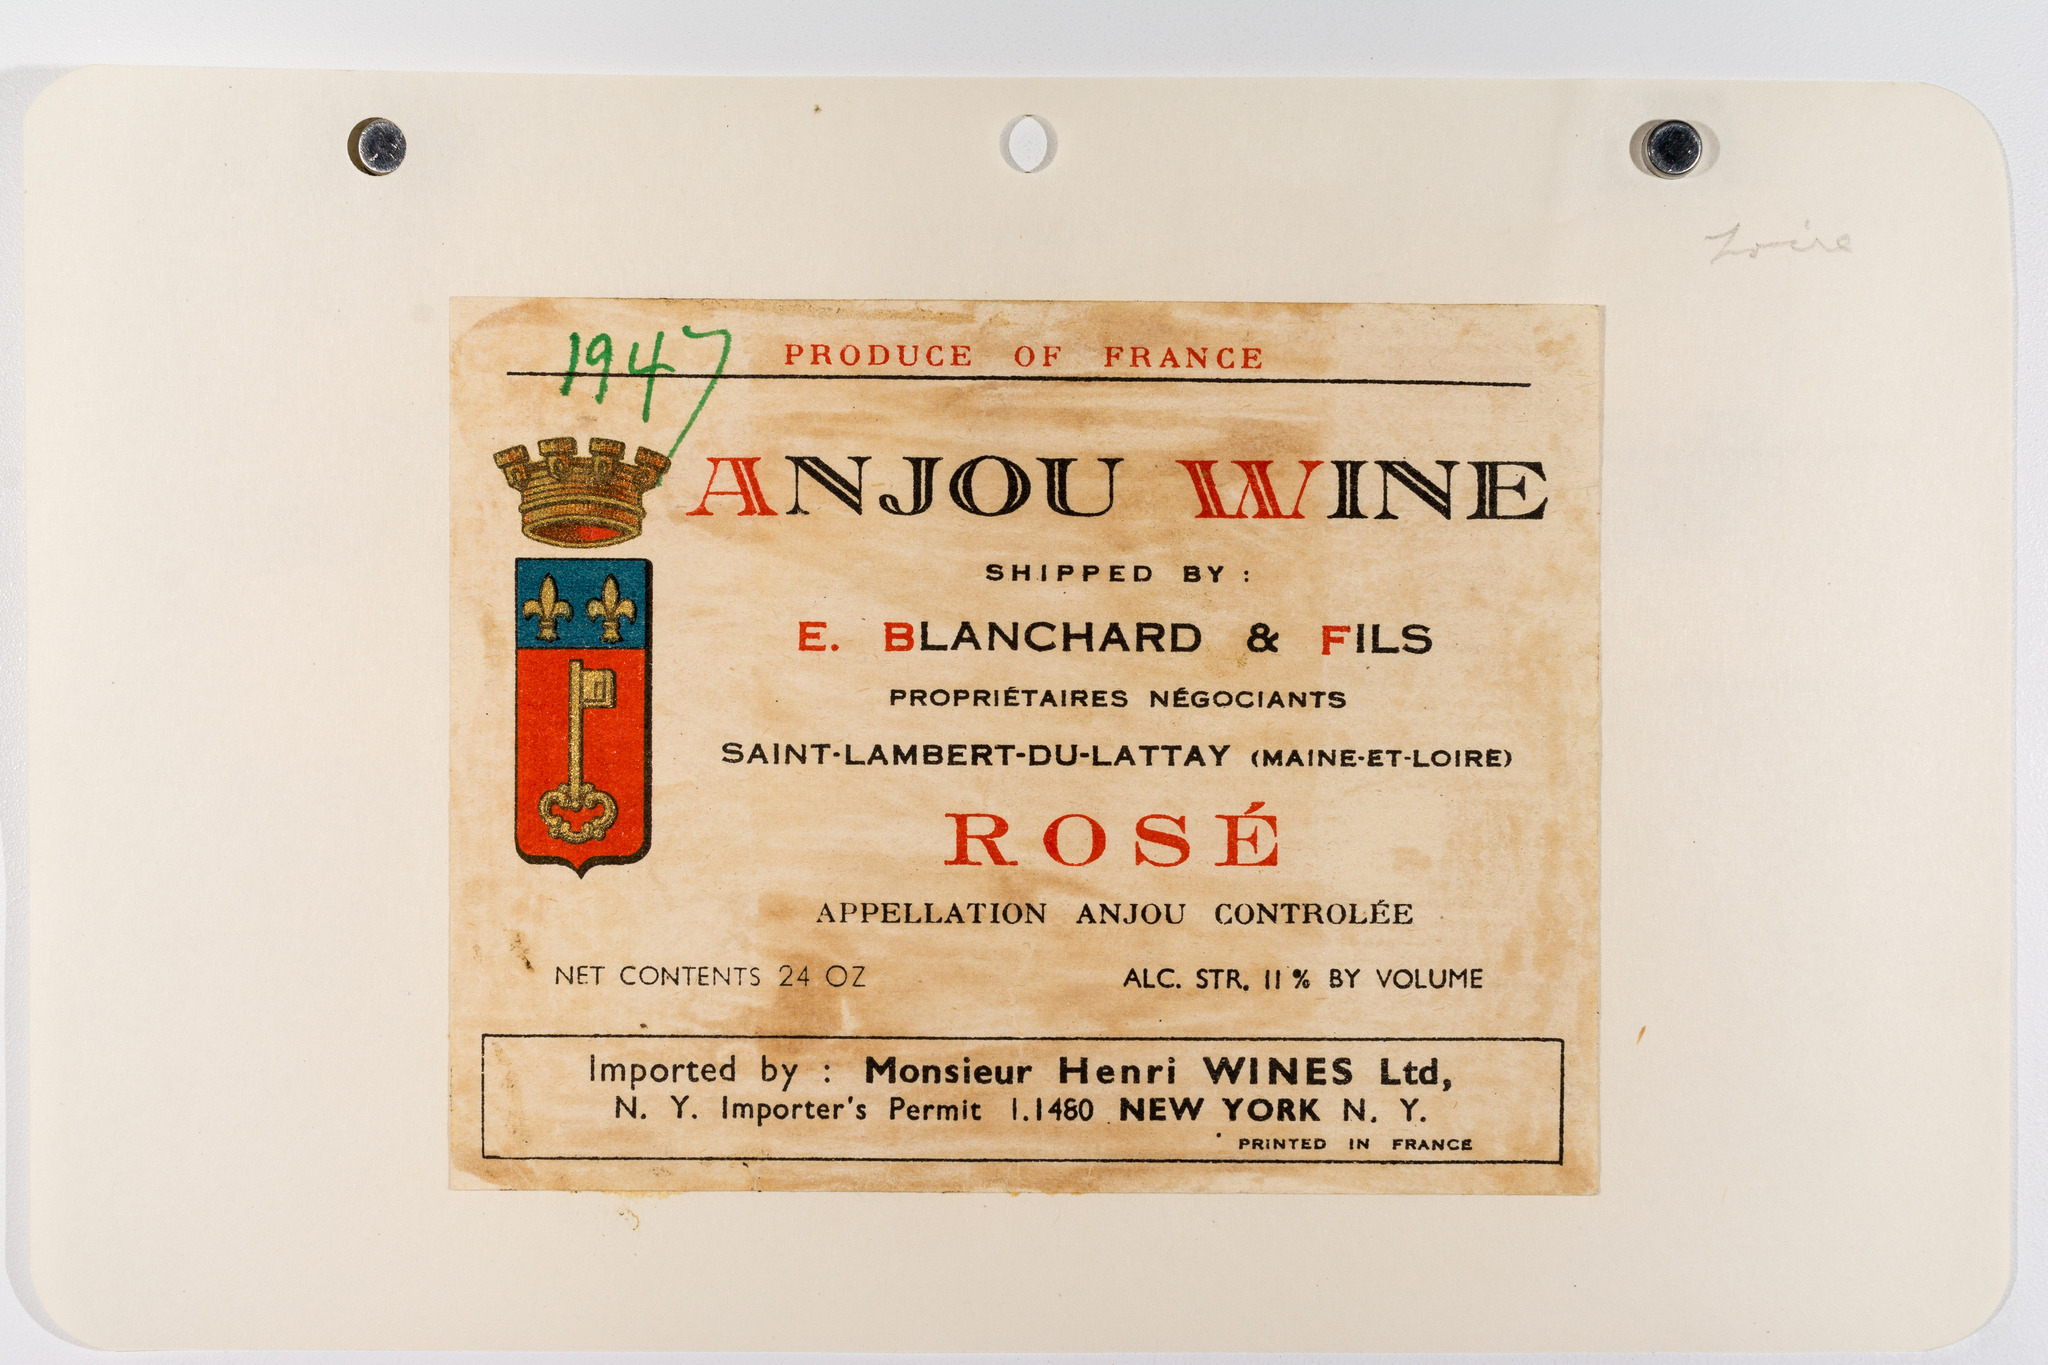 Loire
1947
PRODUCE OF FRANCE
ANJOU WINE
SHIPPED BY :
E. BLANCHARD & FILS
PROPRIÉTAIRES NÉGOCIANTS
SAINT-LAMBERT-DU-LATTAY (MAINE-ET-LOIRE)
ROSÉ
APPELLATION ANJOU CONTROLÉE
NET CONTENTS 24 OZ
ALC. STR. 11% BY VOLUME
Imported by : Monsieur Henri WINES Ltd,
N. Y. Importer's Permit 1.1480 NEW YORK N. Y.
PRINTED IN FRANCE